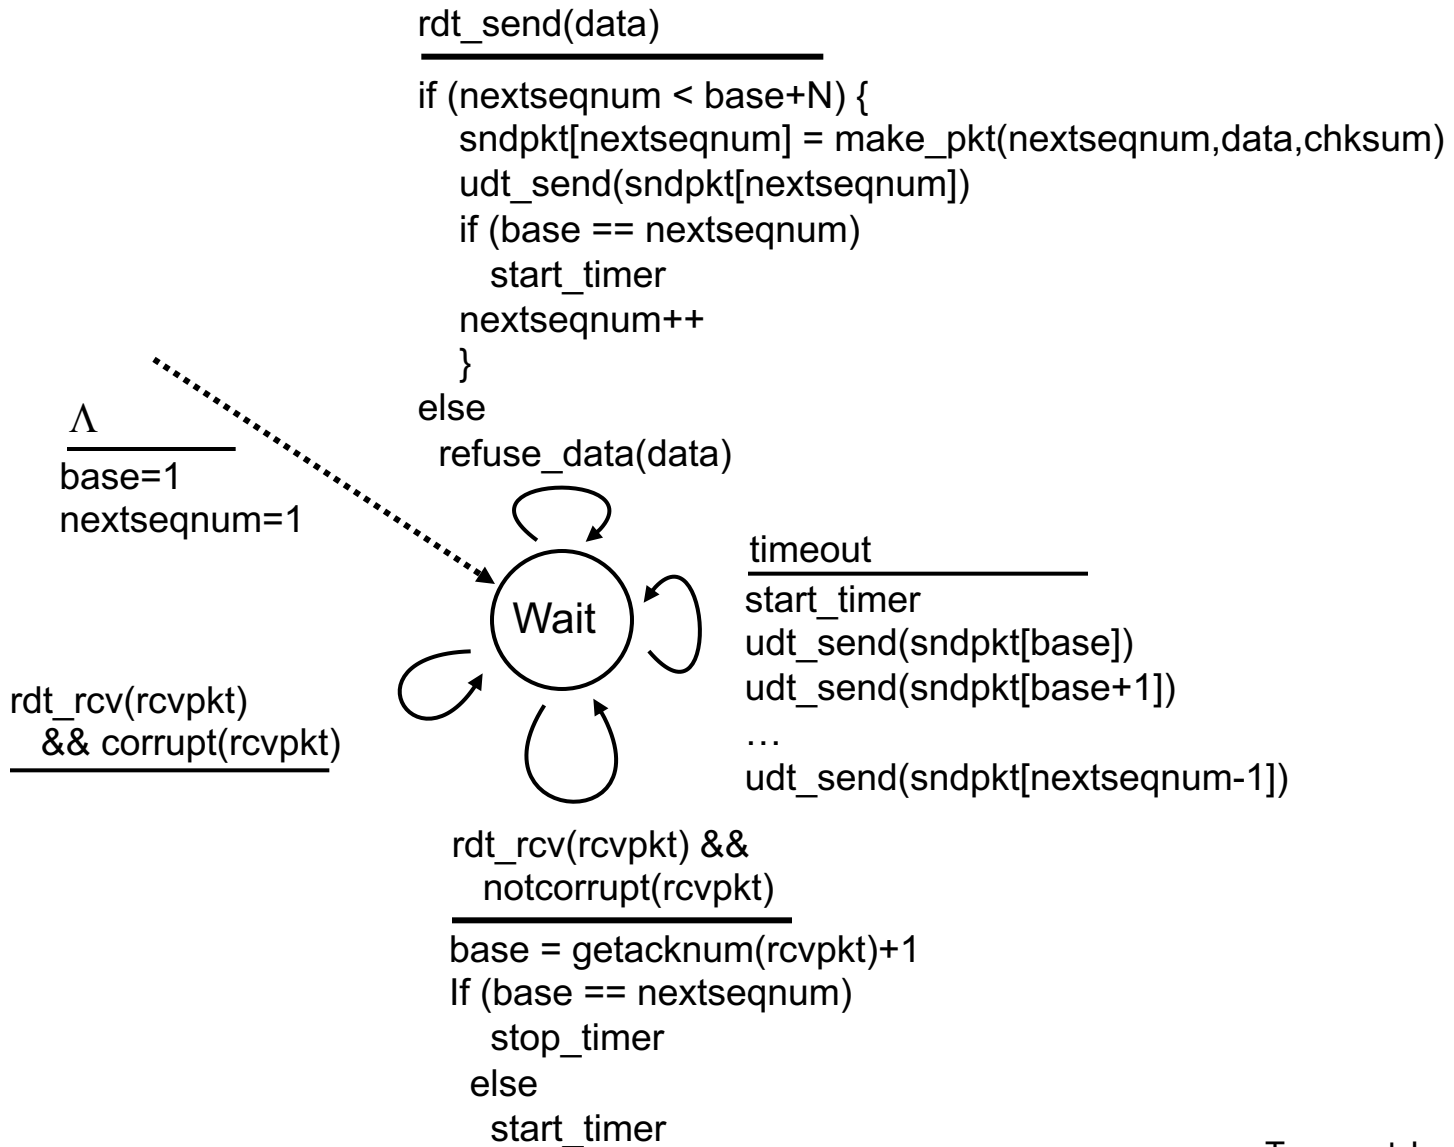 rdt_send(data)
if (nextseqnum < base+N) {
sndpkt[nextseqnum] = make_pkt(nextseqnum,data,chksum)
udt_send(sndpkt[nextseqnum])
if (base == nextseqnum)
start_timer
nextseqnum++
}
else
refuse_data(data)
Λ
base=1
nextseqnum=1
Wait
timeout
start_timer
udt_send(sndpkt[base])
udt_send(sndpkt[base+1])
…
udt_send(sndpkt[nextseqnum-1])
rdt_rcv(rcvpkt)
&& corrupt(rcvpkt)
rdt_rcv(rcvpkt) &&
notcorrupt(rcvpkt)
base = getacknum(rcvpkt)+1
If (base == nextseqnum)
stop_timer
else
start_timer